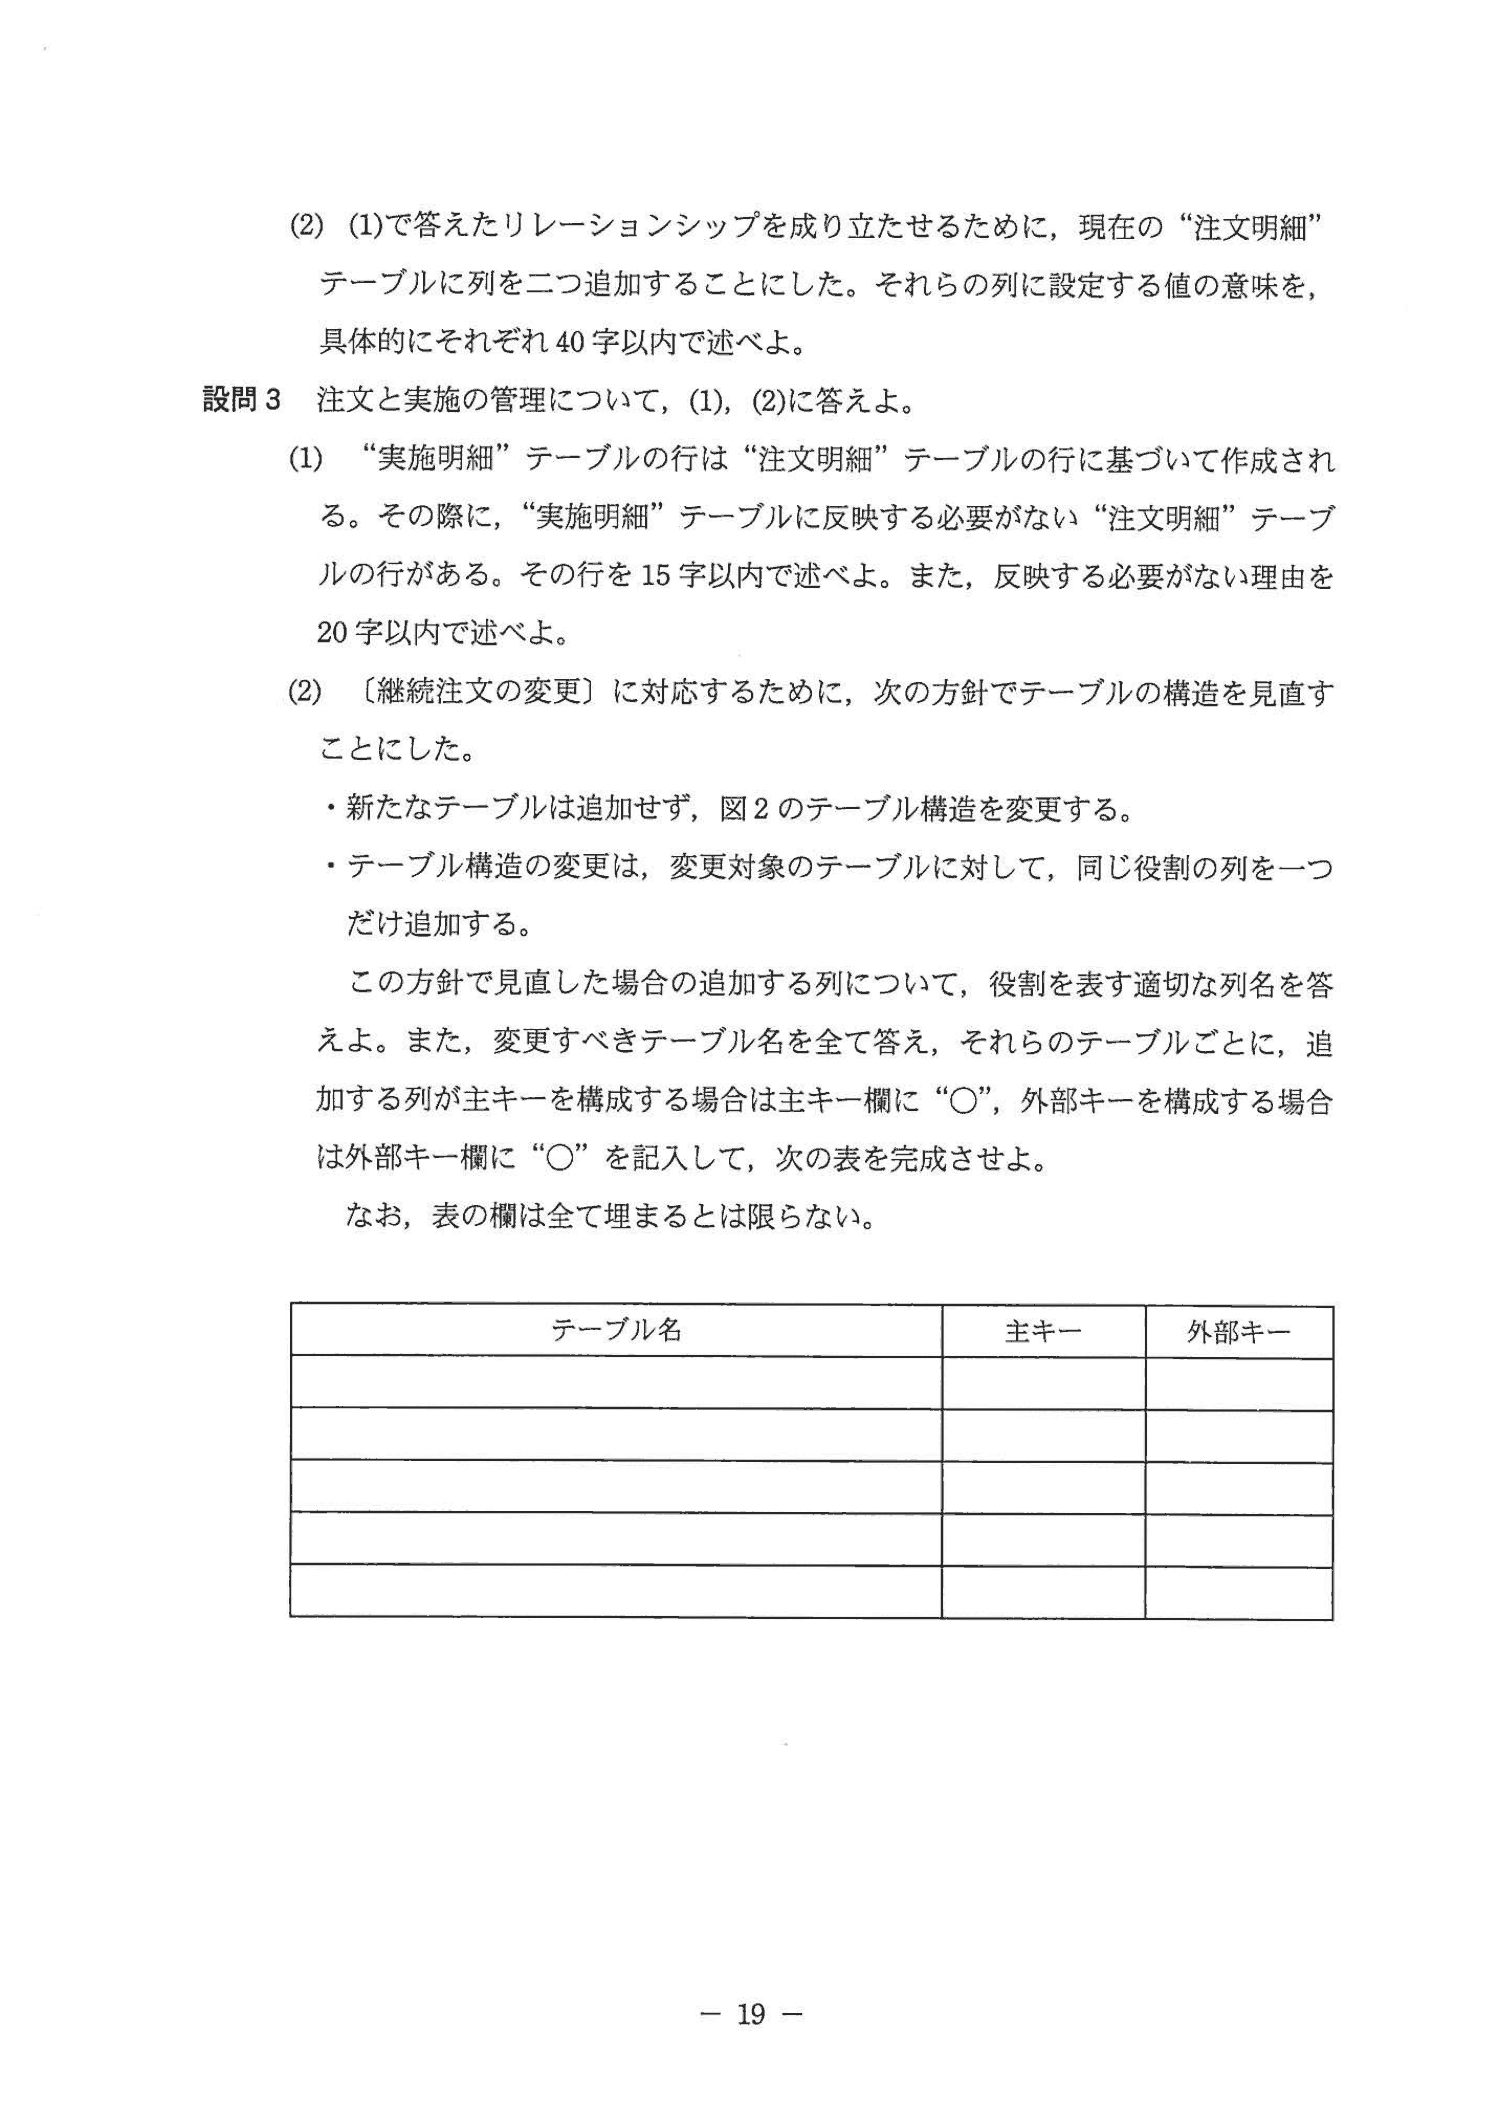 (2) (1)で答えたリレーションシップを成り立たせるために，現在の“注文明細”
テーブルに列を二つ追加することにした。それらの列に設定する値の意味を，
具体的にそれぞれ 40 字以内で述べよ。
設問 3 注文と実施の管理について，(1)，(2)に答えよ。
(1) “実施明細”テーブルの行は“注文明細”テーブルの行に基づいて作成され
る。その際に，“実施明細”テーブルに反映する必要がない“注文明細”テーブ
ルの行がある。その行を 15 字以内で述べよ。また，反映する必要がない理由を
20 字以内で述べよ。
(2) 〔継続注文の変更〕に対応するために，次の方針でテーブルの構造を見直す
ことにした。
・新たなテーブルは追加せず，図 2 のテーブル構造を変更する。
・テーブル構造の変更は，変更対象のテーブルに対して，同じ役割の列を一つ
だけ追加する。
この方針で見直した場合の追加する列について，役割を表す適切な列名を答
えよ。また，変更すべきテーブル名を全て答え，それらのテーブルごとに，追
加する列が主キーを構成する場合は主キー欄に“○”，外部キーを構成する場合
は外部キー欄に“○”を記入して，次の表を完成させよ。
なお，表の欄は全て埋まるとは限らない。
テーブル名 主キー 外部キー
－ 19 －